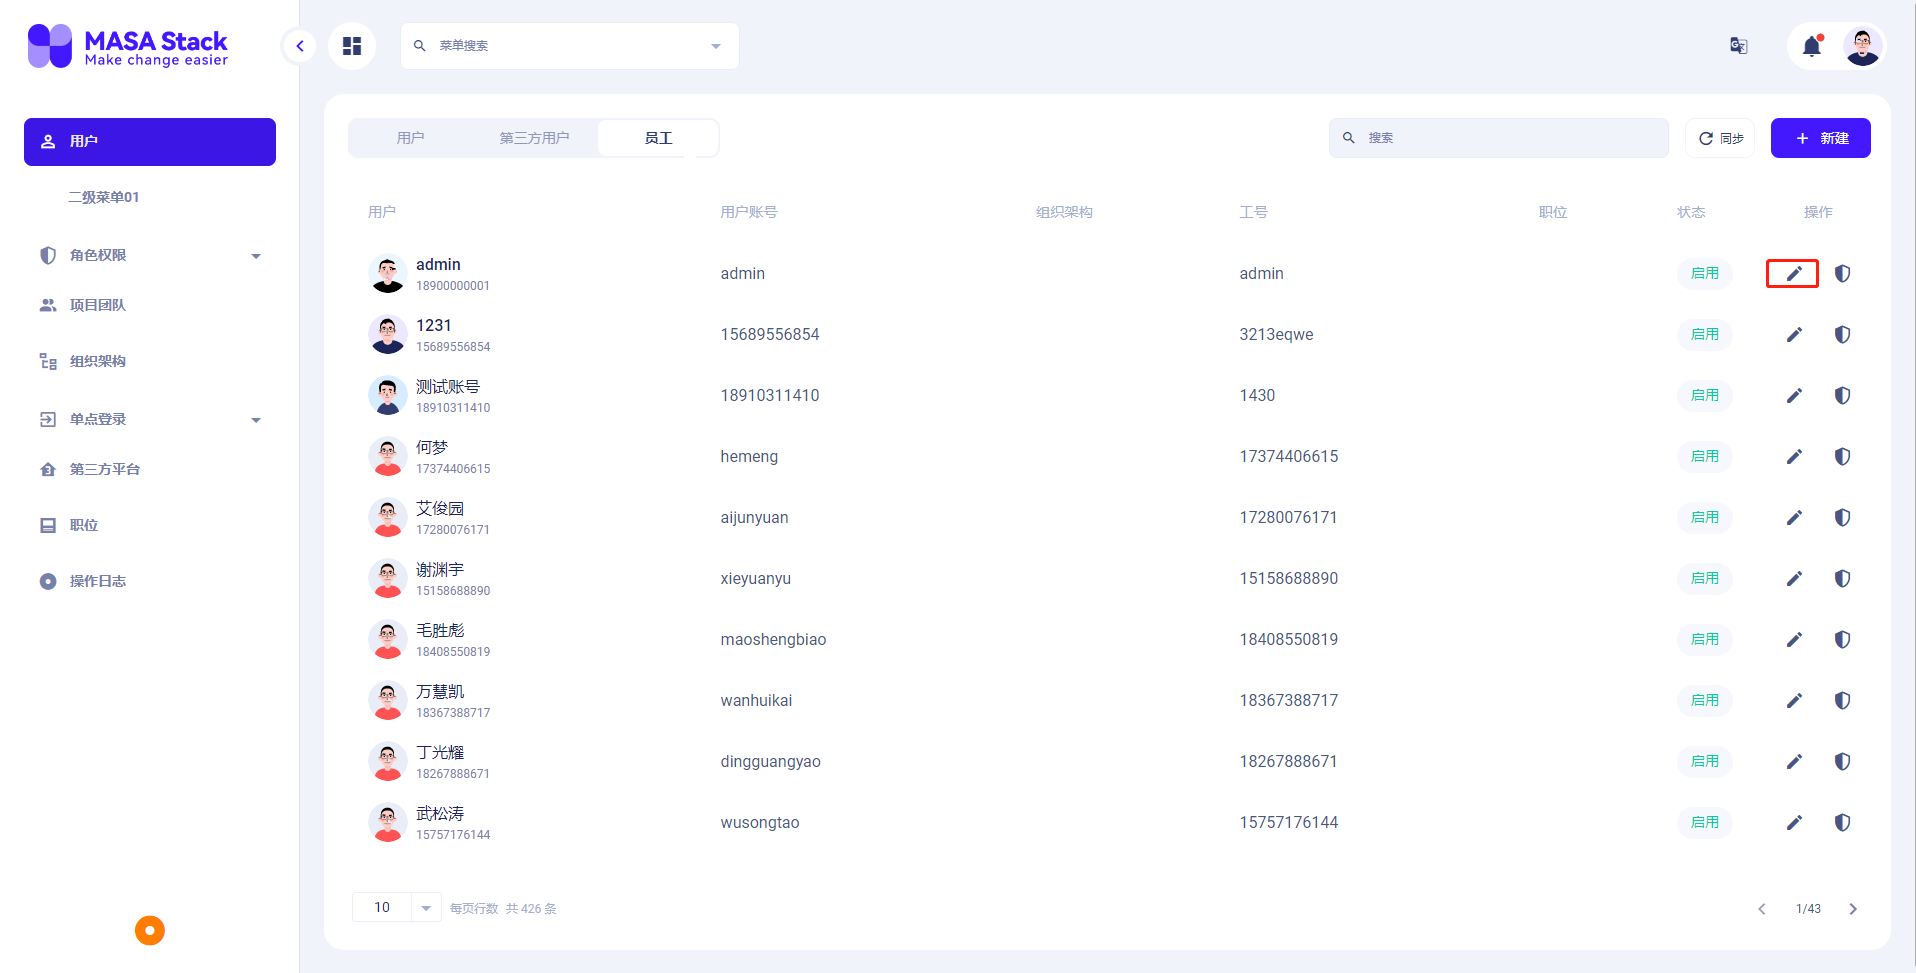 MASA Stack
Make change easier
菜单搜索
用户
二级菜单01
角色权限
项目团队
组织架构
单点登录
第三方平台
职位
操作日志
用户 第三方用户 员工
搜索
同步
新建
用户 用户账号 组织架构 工号 职位 状态 操作
admin
18900000001
admin admin 启用
1231
15689556854
15689556854 3213eqwe 启用
测试账号
18910311410
18910311410 1430 启用
何梦
17374406615
hemeng 17374406615 启用
艾俊园
17280076171
aijunyuan 17280076171 启用
谢渊宇
15158688890
xieyuanyu 15158688890 启用
毛胜彪
18408550819
maoshengbiao 18408550819 启用
万慧凯
18367388717
wanhuikai 18367388717 启用
丁光耀
18267888671
dingguangyao 18267888671 启用
武松涛
15757176144
wusongtao 15757176144 启用
10 每页行数 共 426 条
1/43